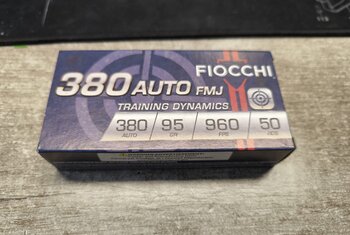 380 AUTO FMJ
FIOCCHI
TRAINING DYNAMICS
380 95 960 50
AUTO GR FPS RDS